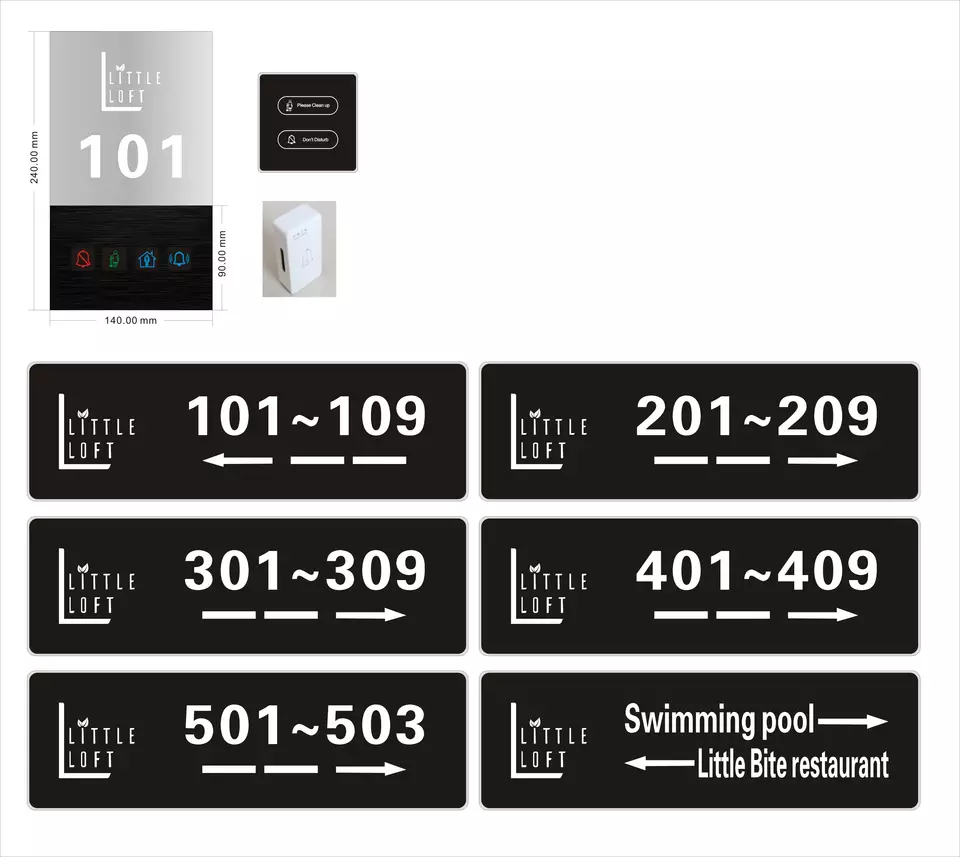 LITTLE
LOFT
101
240.00 mm
90.00 mm
140.00 mm
Please Clean up
Don't Disturb
LITTLE
LOFT
101~109
LITTLE
LOFT
201~209
LITTLE
LOFT
301~309
LITTLE
LOFT
401~409
LITTLE
LOFT
501~503
LITTLE
LOFT
Swimming pool
Little Bite restaurant